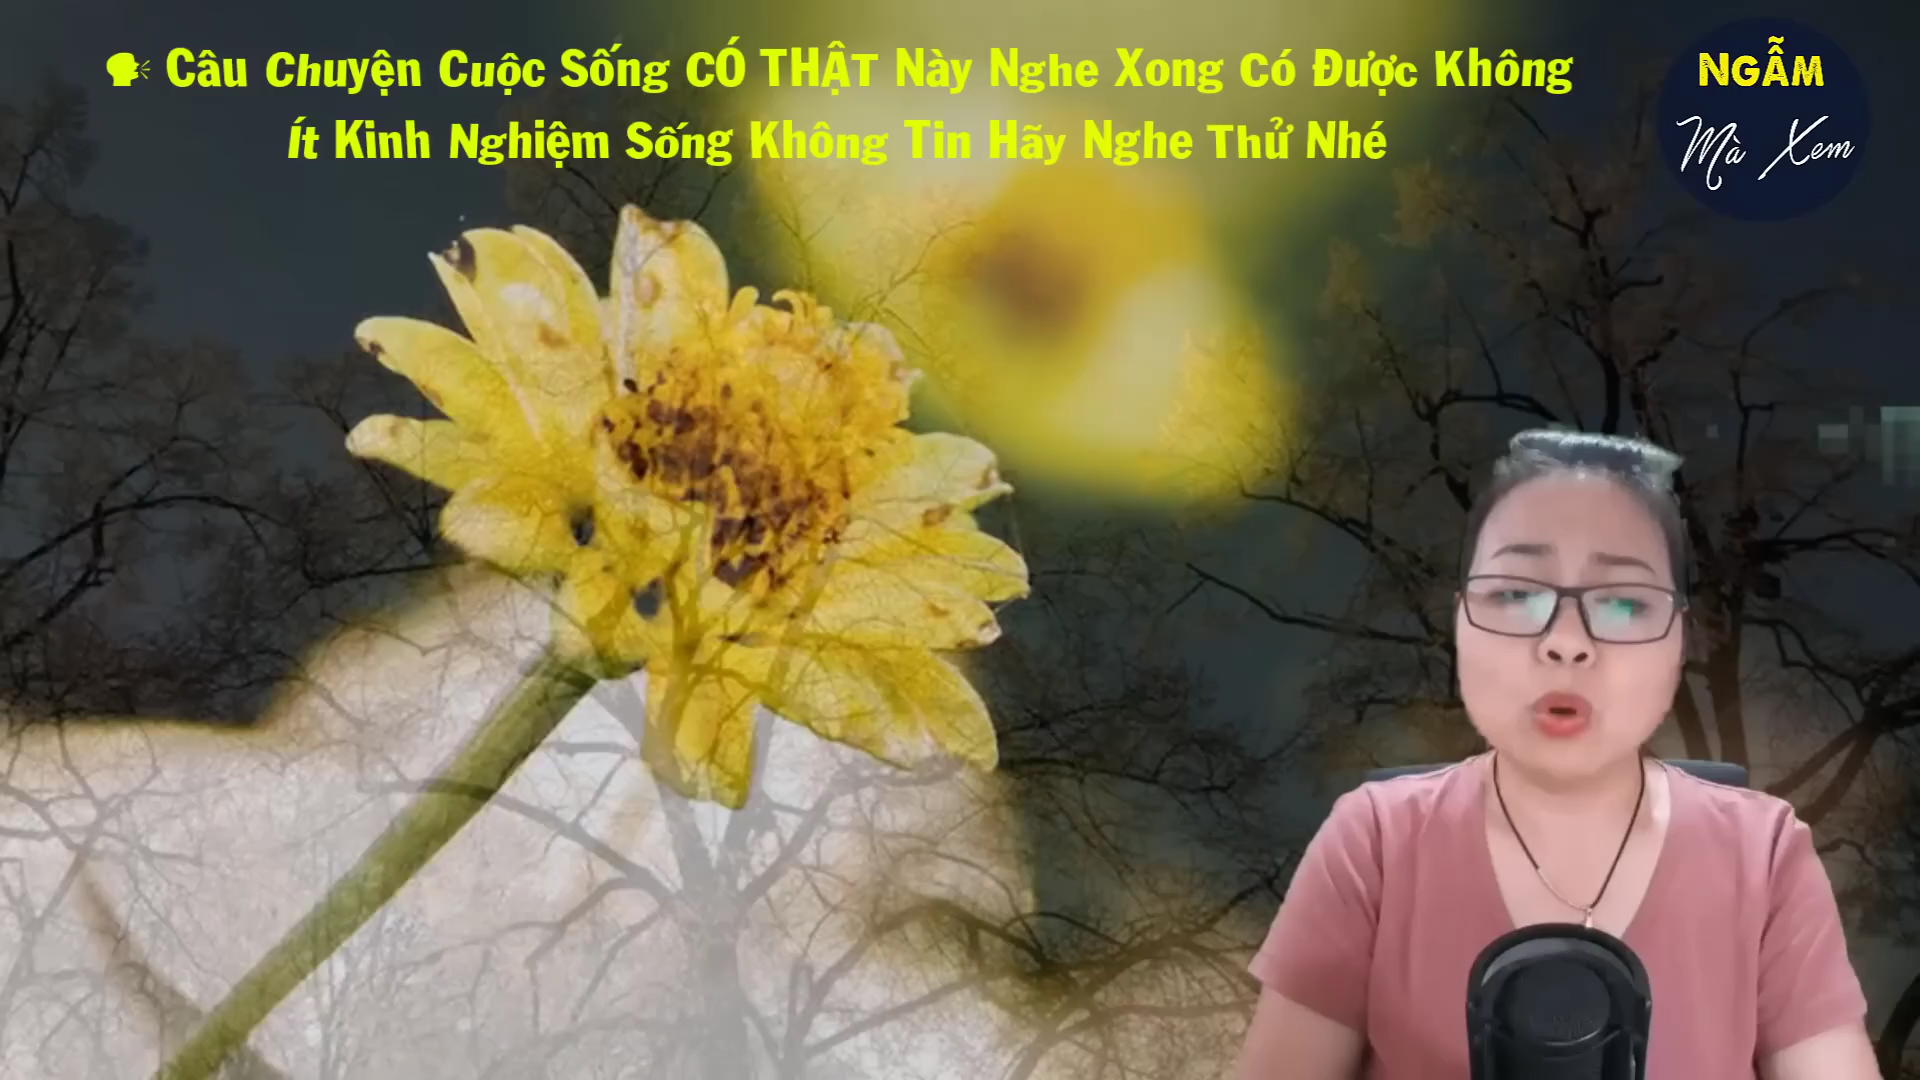 🗣 Câu Chuyện Cuộc Sống CÓ THẬT Này Nghe Xong Có Được Không
Ít Kinh Nghiệm Sống Không Tin Hãy Nghe Thử Nhé
NGẪM
Mà Xem